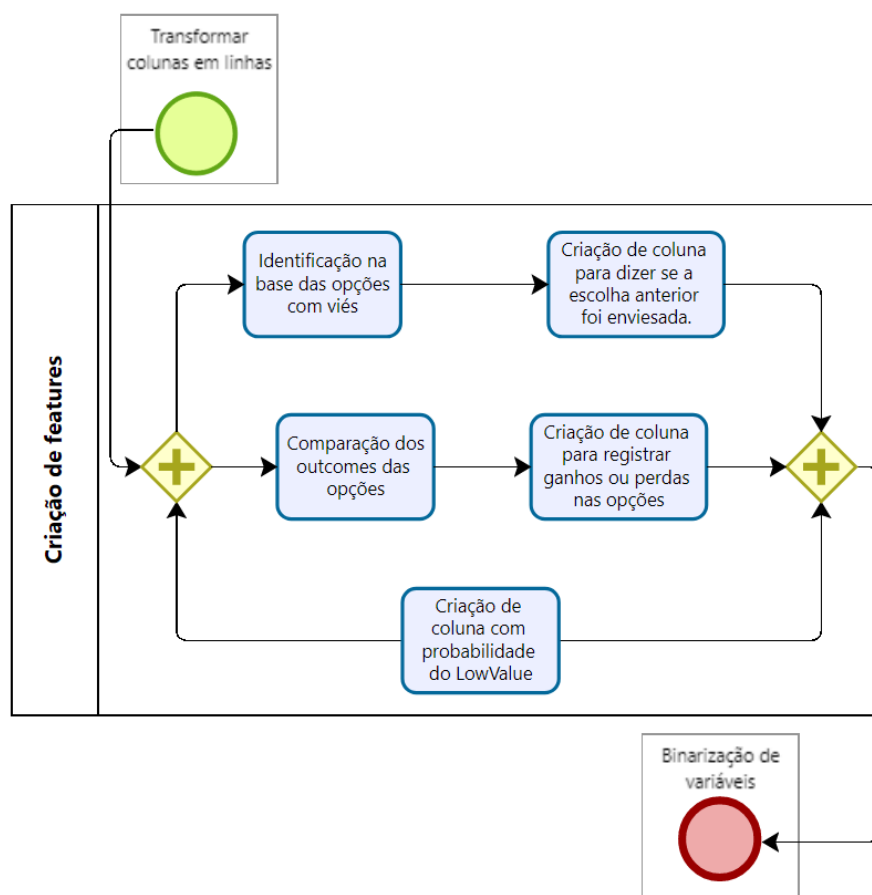 Transformar
colunas em linhas
Criação de features
Identificação na
base das opções
com viés
Criação de coluna
para dizer se a
escolha anterior
foi enviesada.
Comparação dos
outcomes das
opções
Criação de coluna
para registrar
ganhos ou perdas
nas opções
Criação de
coluna com
probabilidade
do LowValue
Binarização de
variáveis